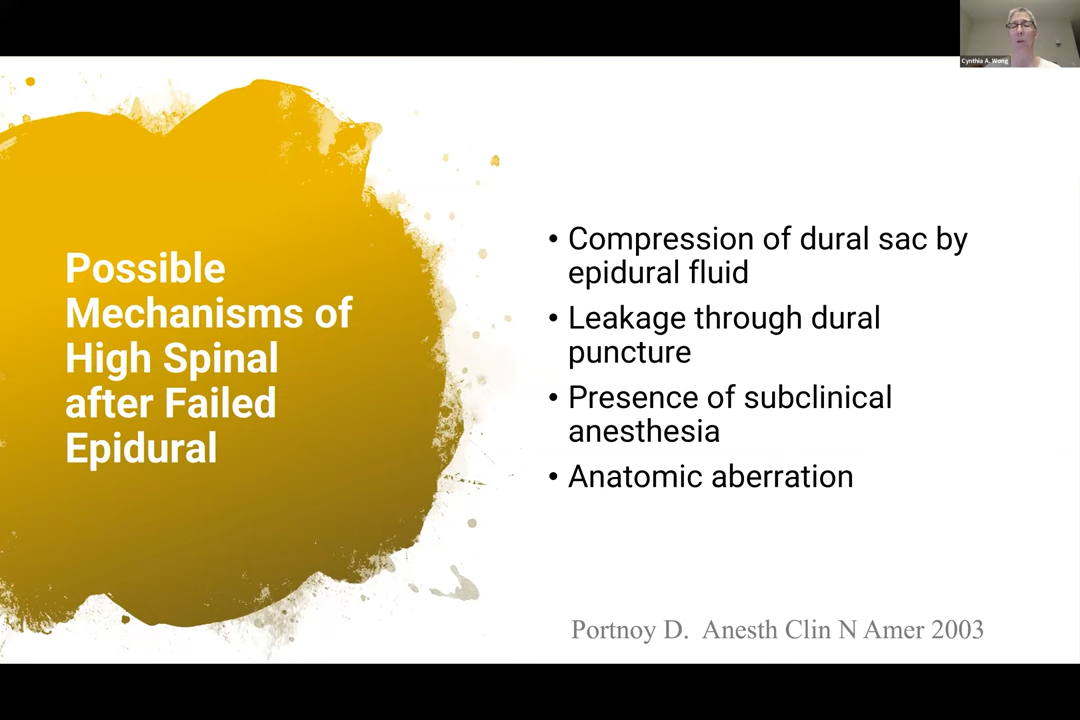 Cynthia A. Wong
Possible
Mechanisms of
High Spinal
after Failed
Epidural
• Compression of dural sac by
epidural fluid
• Leakage through dural
puncture
• Presence of subclinical
anesthesia
• Anatomic aberration
Portnoy D. Anesth Clin N Amer 2003